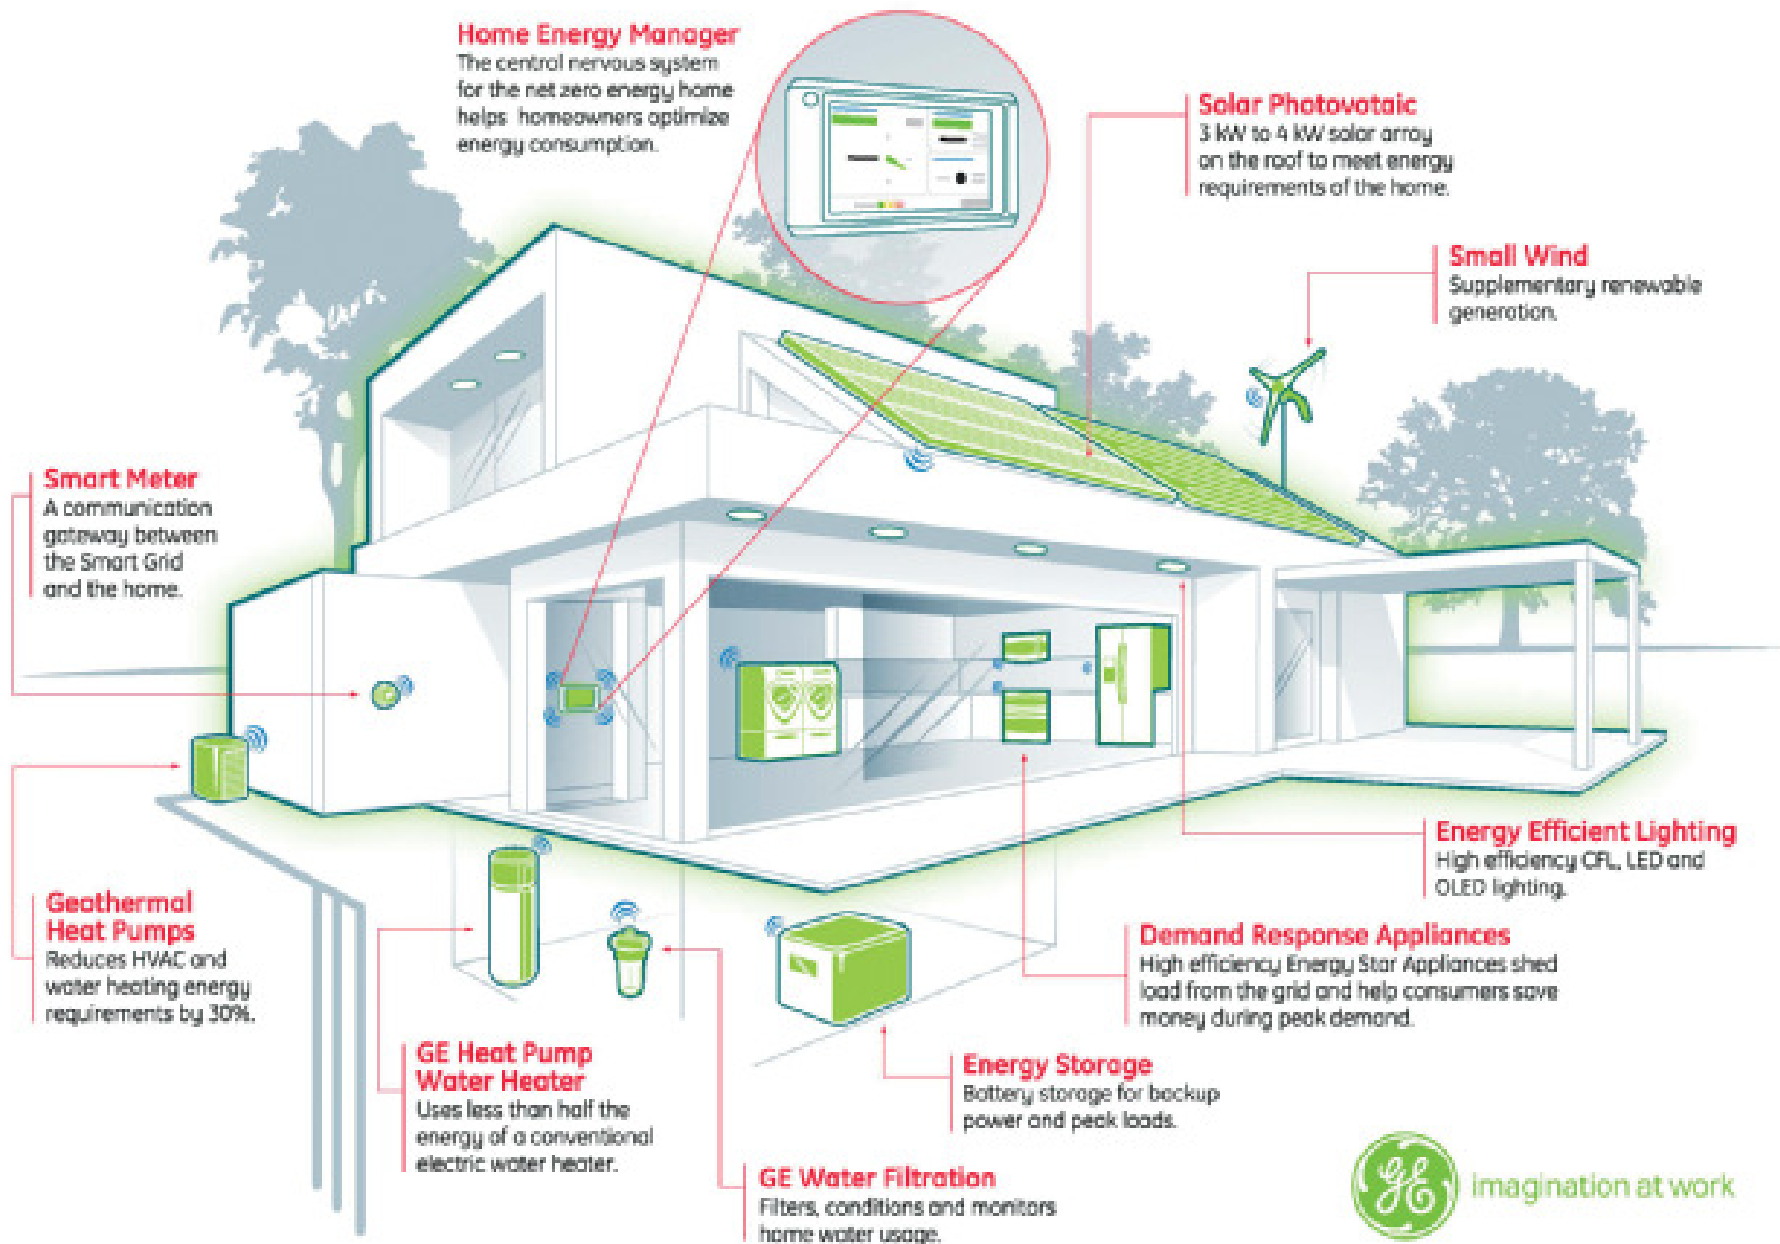 Home Energy Manager
The central nervous system
for the net zero energy home
helps homeowners optimize
energy consumption.
Solar Photovotaic
3 kW to 4 kW solar array
on the roof to meet energy
requirements of the home.
Small Wind
Supplementary renewable
generation.
Smart Meter
A communication
gateway between
the Smart Grid
and the home.
Energy Efficient Lighting
High efficiency CFL, LED and
OLED lighting.
Geothermal
Heat Pumps
Reduces HVAC and
water heating energy
requirements by 30%.
Demand Response Appliances
High efficiency Energy Star Appliances shed
load from the grid and help consumers save
money during peak demand.
GE Heat Pump
Water Heater
Uses less than half the
energy of a conventional
electric water heater.
Energy Storage
Battery storage for backup
power and peak loads.
GE Water Filtration
Filters, conditions and monitors
home water usage.
GE
imagination at work